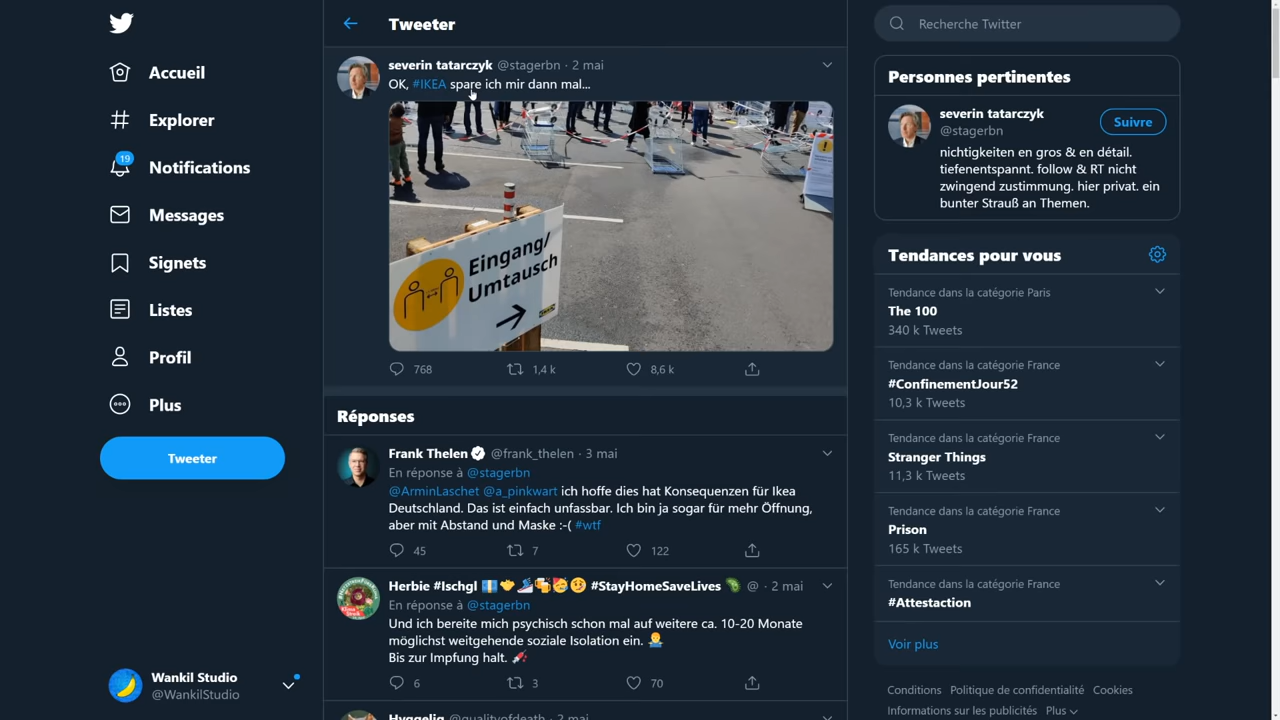 Accueil
Explorer
19
Notifications
Messages
Signets
Listes
Profil
Plus
Tweeter
Wankil Studio
@WankilStudio
Tweeter
severin tatarczyk @stagerbn · 2 mai
OK, #IKEA spare ich mir dann mal...
Eingang/
Umtausch
768 1,4 k 8,6 k
Réponses
Frank Thelen @frank_thelen · 3 mai
En réponse à @stagerbn
@ArminLaschet @a_pinkwart ich hoffe dies hat Konsequenzen für Ikea
Deutschland. Das ist einfach unfassbar. Ich bin ja sogar für mehr Öffnung,
aber mit Abstand und Maske :-( #wtf
45 7 122
Herbie #Ischgl #StayHomeSaveLives @ · 2 mai
En réponse à @stagerbn
Und ich bereite mich psychisch schon mal auf weitere ca. 10-20 Monate
möglichst weitgehende soziale Isolation ein.
Bis zur Impfung halt.
6 3 70
Hyggelig @qualityofdeath · 2 mai
Recherche Twitter
Personnes pertinentes
severin tatarczyk
@stagerbn
Suivre
nichtigkeiten en gros & en détail.
tiefenentspannt. follow & RT nicht
zwingend zustimmung. hier privat. ein
bunter Strauß an Themen.
Tendances pour vous
Tendance dans la catégorie Paris
The 100
340 k Tweets
Tendance dans la catégorie France
#ConfinementJour52
10,3 k Tweets
Tendance dans la catégorie France
Stranger Things
11,3 k Tweets
Tendance dans la catégorie France
Prison
165 k Tweets
Tendance dans la catégorie France
#Attestaction
Voir plus
Conditions Politique de confidentialité Cookies
Informations sur les publicités Plus